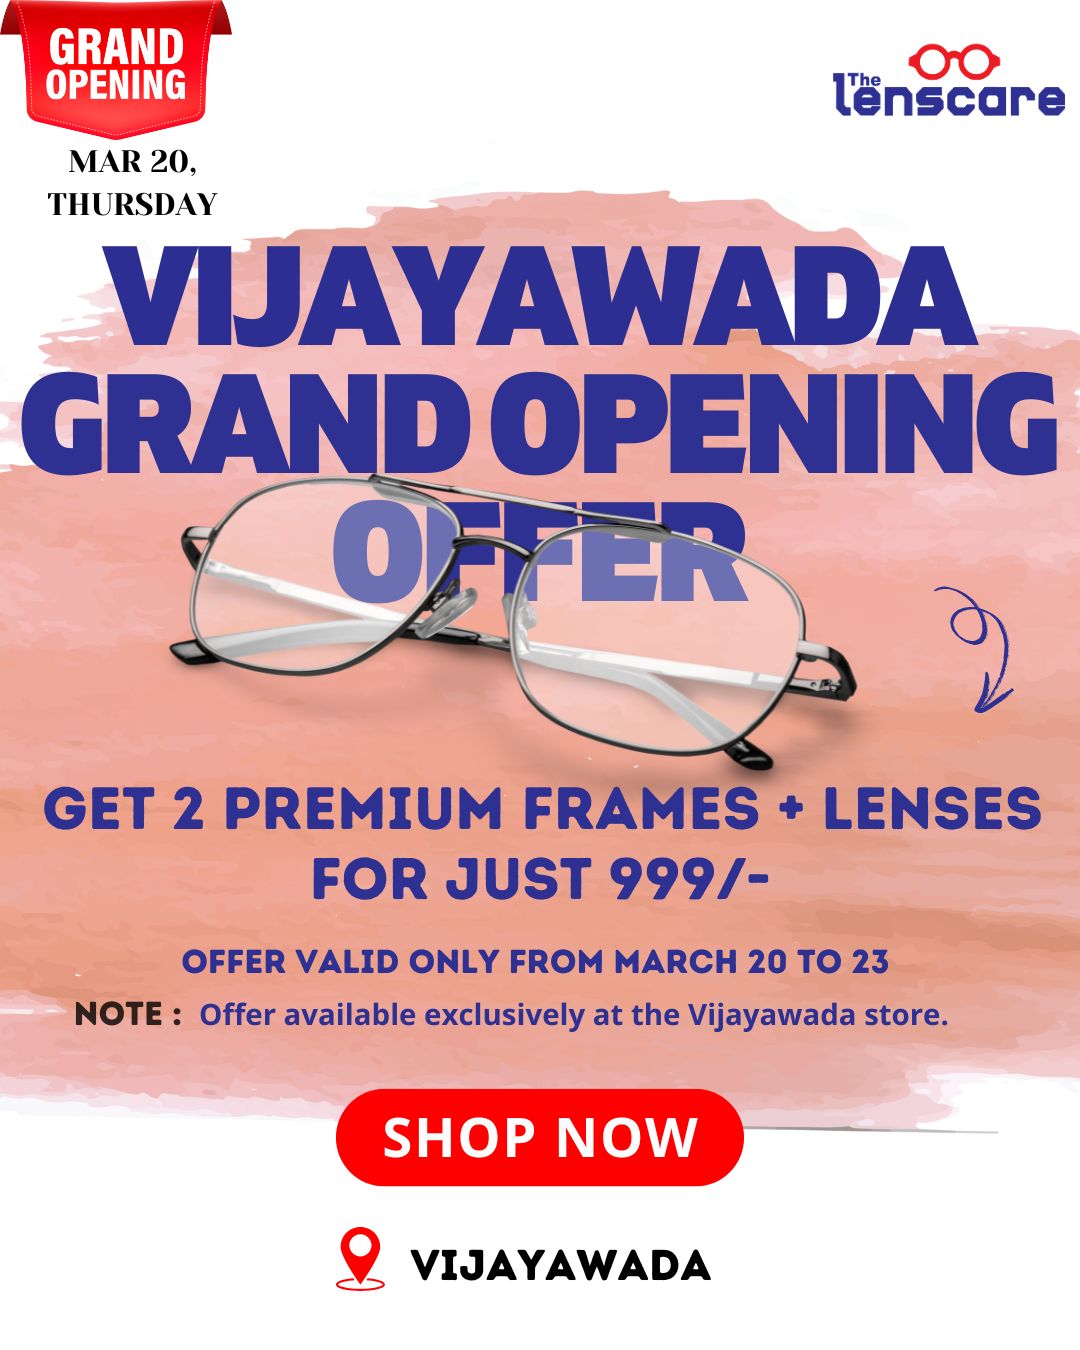 GRAND
OPENING
MAR 20,
THURSDAY
The
lenscare
VIJAYAWADA
GRAND OPENING
OFFER
GET 2 PREMIUM FRAMES + LENSES
FOR JUST 999/-
OFFER VALID ONLY FROM MARCH 20 TO 23
NOTE : Offer available exclusively at the Vijayawada store.
SHOP NOW
VIJAYAWADA